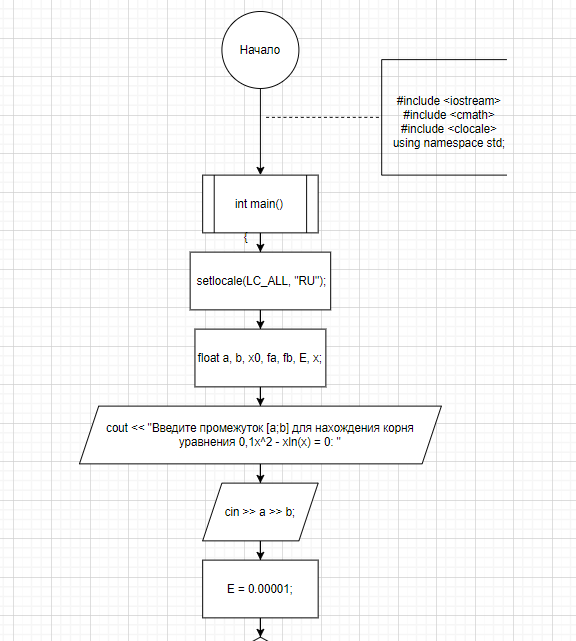 Начало
#include <iostream>
#include <cmath>
#include <clocale>
using namespace std;
int main()
{
setlocale(LC_ALL, "RU");
float a, b, x0, fa, fb, E, x;
cout << "Введите промежуток [a;b] для нахождения корня
уравнения 0,1x^2 - xln(x) = 0: "
cin >> a >> b;
E = 0.00001;